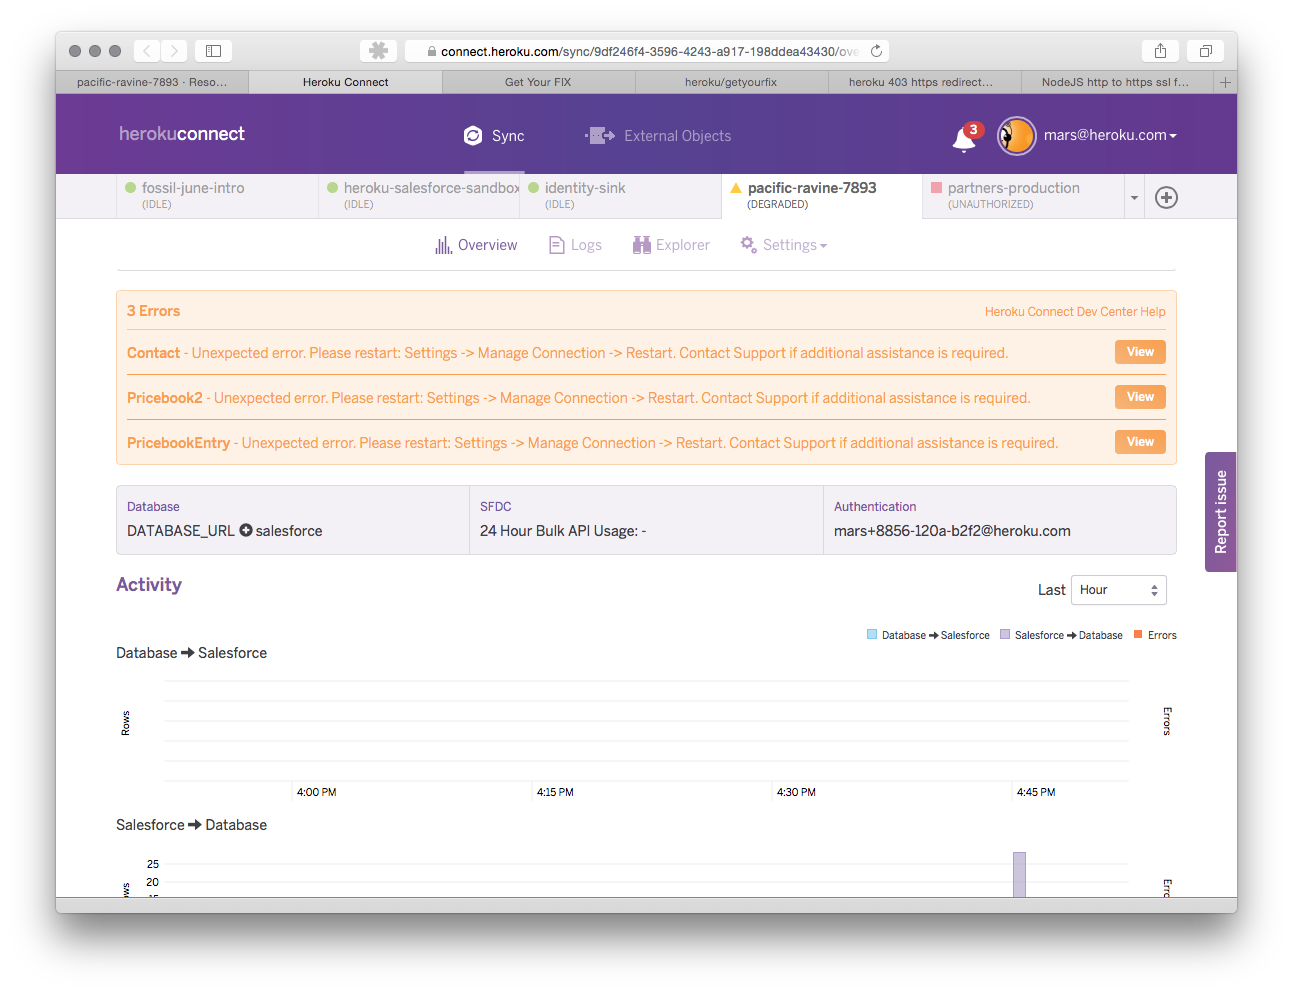 connect.heroku.com/sync/9df246f4-3596-4243-a917-198ddea43430/ove
pacific-ravine-7893 · Reso...
Heroku Connect
Get Your FIX
heroku/getyourfix
heroku 403 https redirect...
NodeJS http to https ssl f...
herokuconnect
Sync
External Objects
3
mars@heroku.com
fossil-june-intro
(IDLE)
heroku-salesforce-sandbox
(IDLE)
identity-sink
(IDLE)
pacific-ravine-7893
(DEGRADED)
partners-production
(UNAUTHORIZED)
Overview
Logs
Explorer
Settings
3 Errors
Heroku Connect Dev Center Help
Contact - Unexpected error. Please restart: Settings -> Manage Connection -> Restart. Contact Support if additional assistance is required.
View
Pricebook2 - Unexpected error. Please restart: Settings -> Manage Connection -> Restart. Contact Support if additional assistance is required.
View
PricebookEntry - Unexpected error. Please restart: Settings -> Manage Connection -> Restart. Contact Support if additional assistance is required.
View
Report issue
Database
DATABASE_URL salesforce
SFDC
24 Hour Bulk API Usage: -
Authentication
mars+8856-120a-b2f2@heroku.com
Activity
Last
Hour
Database ➔ Salesforce
Salesforce ➔ Database
Errors
Database ➔ Salesforce
Rows
Errors
4:00 PM
4:15 PM
4:30 PM
4:45 PM
Salesforce ➔ Database
25
20